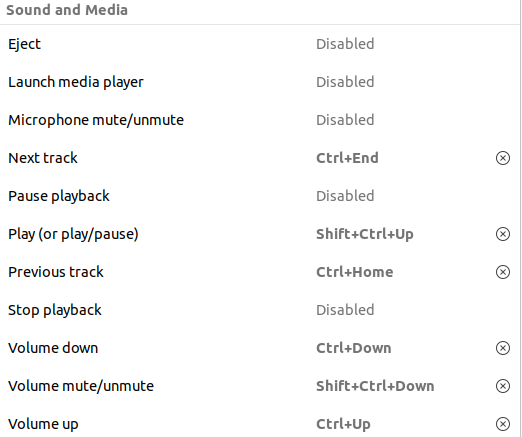 Sound and Media
Eject Disabled
Launch media player Disabled
Microphone mute/unmute Disabled
Next track Ctrl+End
Pause playback Disabled
Play (or play/pause) Shift+Ctrl+Up
Previous track Ctrl+Home
Stop playback Disabled
Volume down Ctrl+Down
Volume mute/unmute Shift+Ctrl+Down
Volume up Ctrl+Up